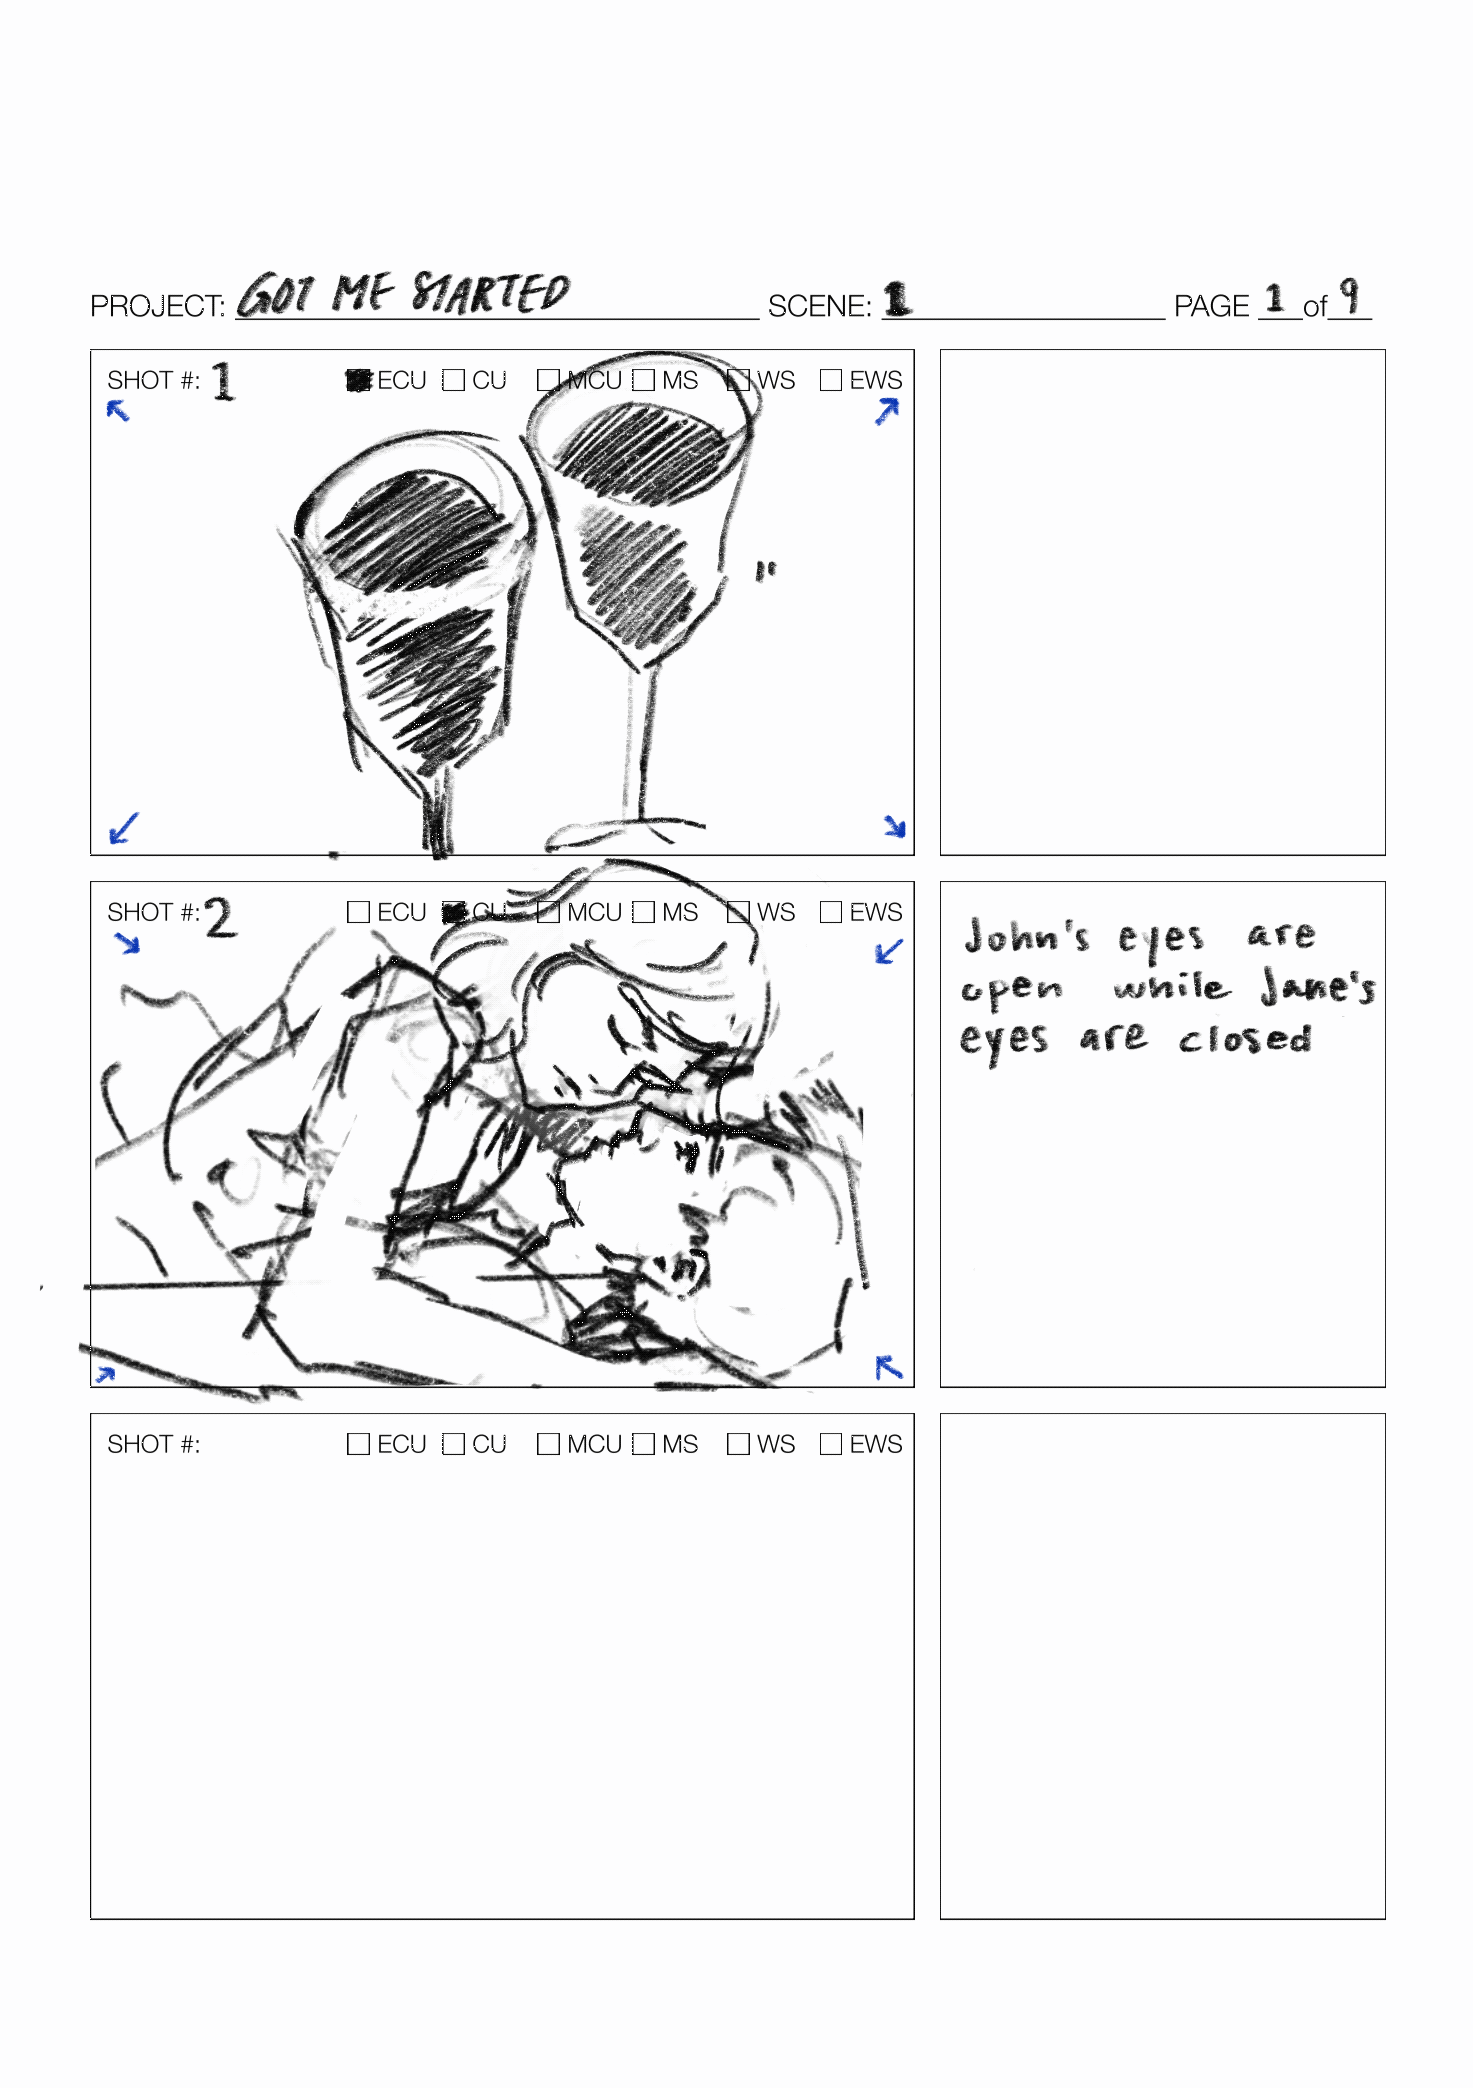 PROJECT: GOT ME STARTED SCENE: 1 PAGE 1 of 9
SHOT #: 1 ECU CU MCU MS WS EWS
"
SHOT #: 2 ECU CU MCU MS WS EWS
John's eyes are
open while Jane's
eyes are closed
SHOT #: ECU CU MCU MS WS EWS